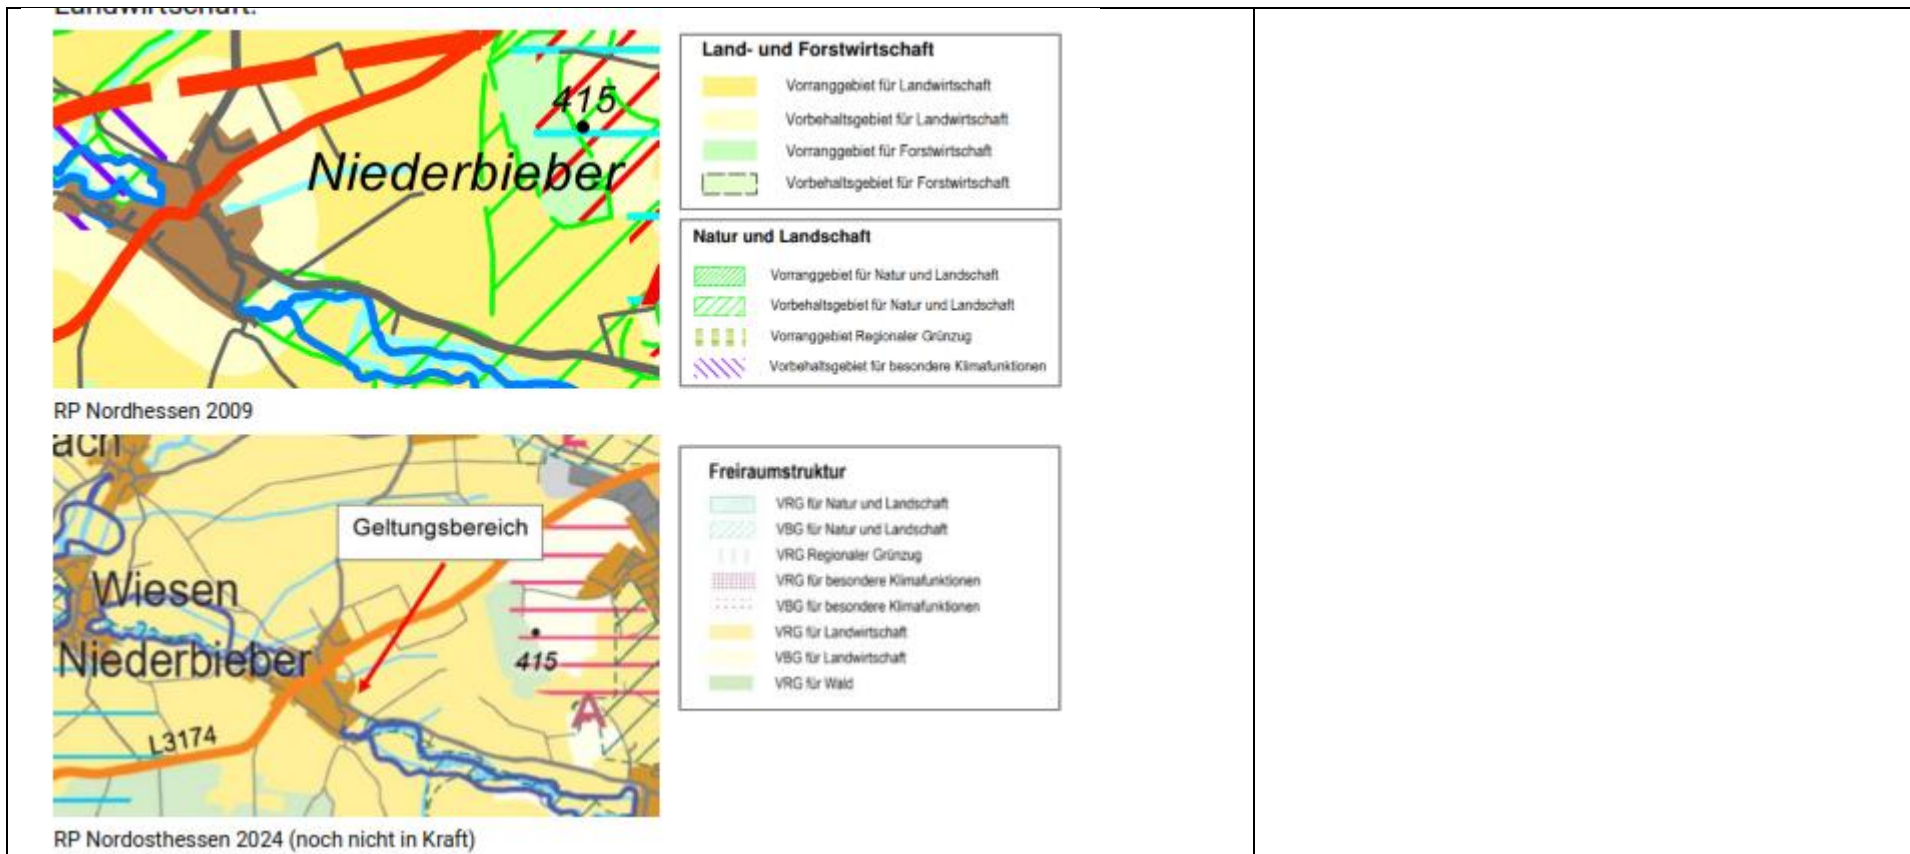 Landwirtschaft.
415
Niederbieber
Land- und Forstwirtschaft
Vorranggebiet für Landwirtschaft
Vorbehaltsgebiet für Landwirtschaft
Vorranggebiet für Forstwirtschaft
Vorbehaltsgebiet für Forstwirtschaft
Natur und Landschaft
Vorranggebiet für Natur und Landschaft
Vorbehaltsgebiet für Natur und Landschaft
Vorranggebiet Regionaler Grünzug
Vorbehaltsgebiet für besondere Klimafunktionen
RP Nordhessen 2009
ach
Geltungsbereich
Wiesen
Niederbieber
415
A
L3174
Freiraumstruktur
VRG für Natur und Landschaft
VBG für Natur und Landschaft
VRG Regionaler Grünzug
VRG für besondere Klimafunktionen
VBG für besondere Klimafunktionen
VRG für Landwirtschaft
VBG für Landwirtschaft
VRG für Wald
RP Nordosthessen 2024 (noch nicht in Kraft)